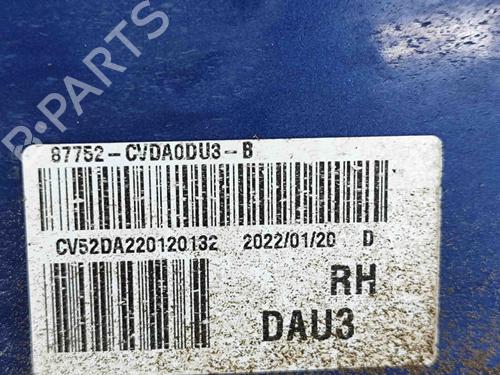 B-PARTS
87752-CVDA0DU3-B
CV52DA220120132 2022/01/20 D
RH
DAU3